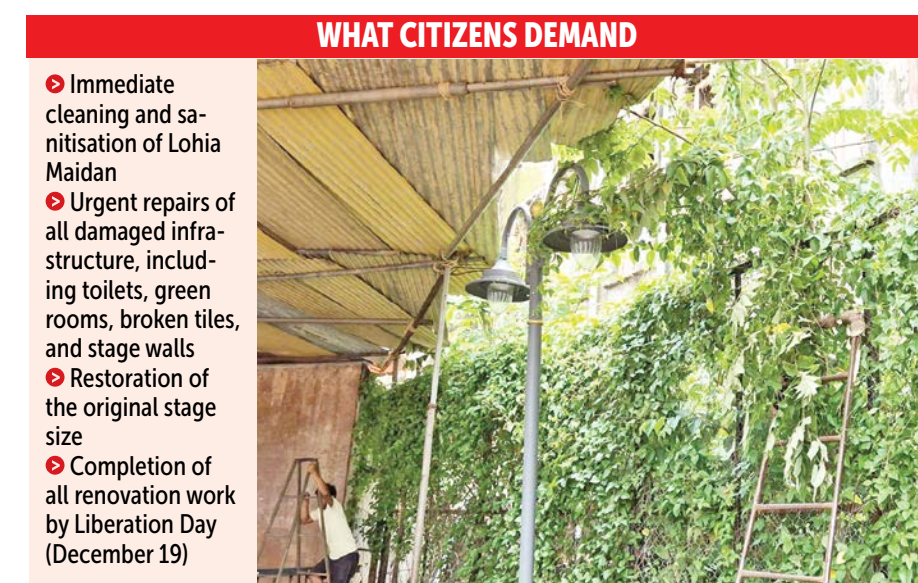 WHAT CITIZENS DEMAND
Immediate
cleaning and sa-
nitisation of Lohia
Maidan
Urgent repairs of
all damaged infra-
structure, includ-
ing toilets, green
rooms, broken tiles,
and stage walls
Restoration of
the original stage
size
Completion of
all renovation work
by Liberation Day
(December 19)